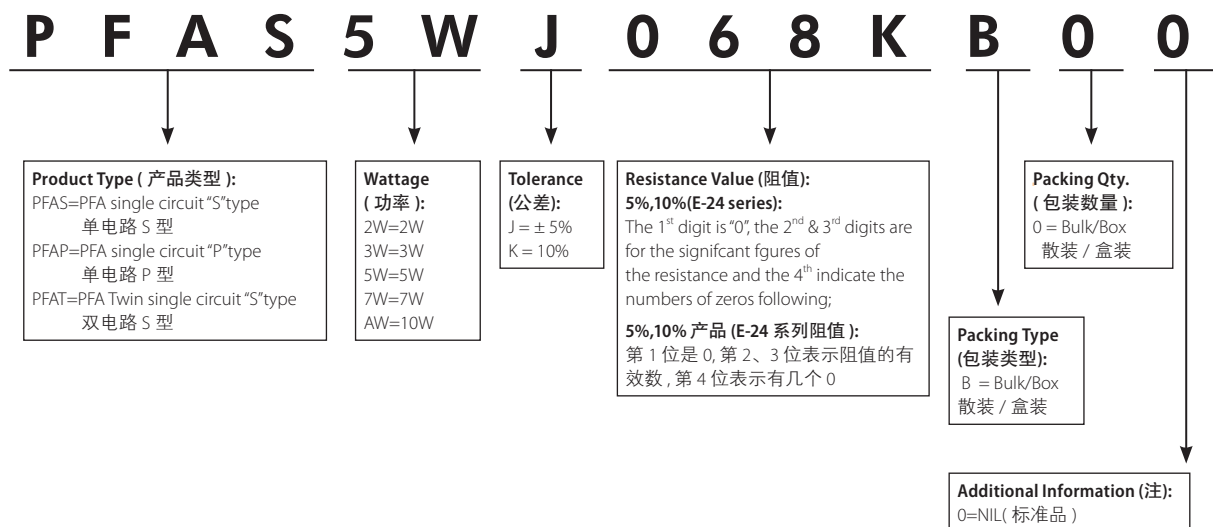 P F A S 5 W J 0 6 8 K B 0 0
Product Type ( 产品类型 ):
PFAS=PFA single circuit “S”type
单电路 S 型
PFAP=PFA single circuit “P”type
单电路 P 型
PFAT=PFA Twin single circuit “S”type
双电路 S 型
Wattage
( 功率 ):
2W=2W
3W=3W
5W=5W
7W=7W
AW=10W
Tolerance
(公差):
J = ± 5%
K = 10%
Resistance Value (阻值):
5%,10%(E-24 series):
The 1st digit is “0”, the 2nd & 3rd digits are
for the signifcant fgures of
the resistance and the 4th indicate the
numbers of zeros following;
5%,10% 产品 (E-24 系列阻值 ):
第 1 位是 0, 第 2、3 位表示阻值的有
效数 , 第 4 位表示有几个 0
Packing Qty.
( 包装数量 ):
0 = Bulk/Box
散装 / 盒装
Packing Type
(包装类型):
B = Bulk/Box
散装 / 盒装
Additional Information (注):
0=NIL( 标准品 )